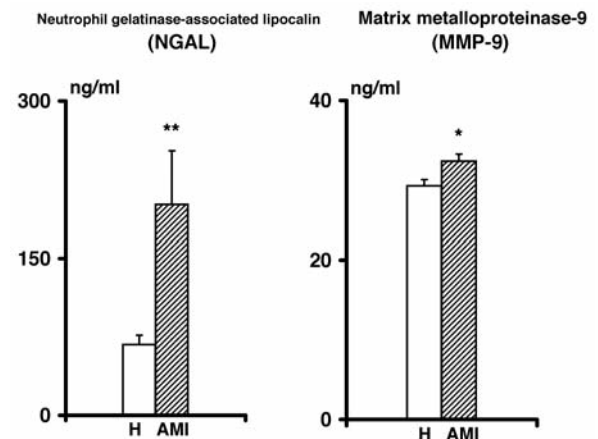 Neutrophil gelatinase-associated lipocalin
(NGAL)
ng/ml
300
150
0
**
H AMI
Matrix metalloproteinase-9
(MMP-9)
ng/ml
40
20
0
*
H AMI